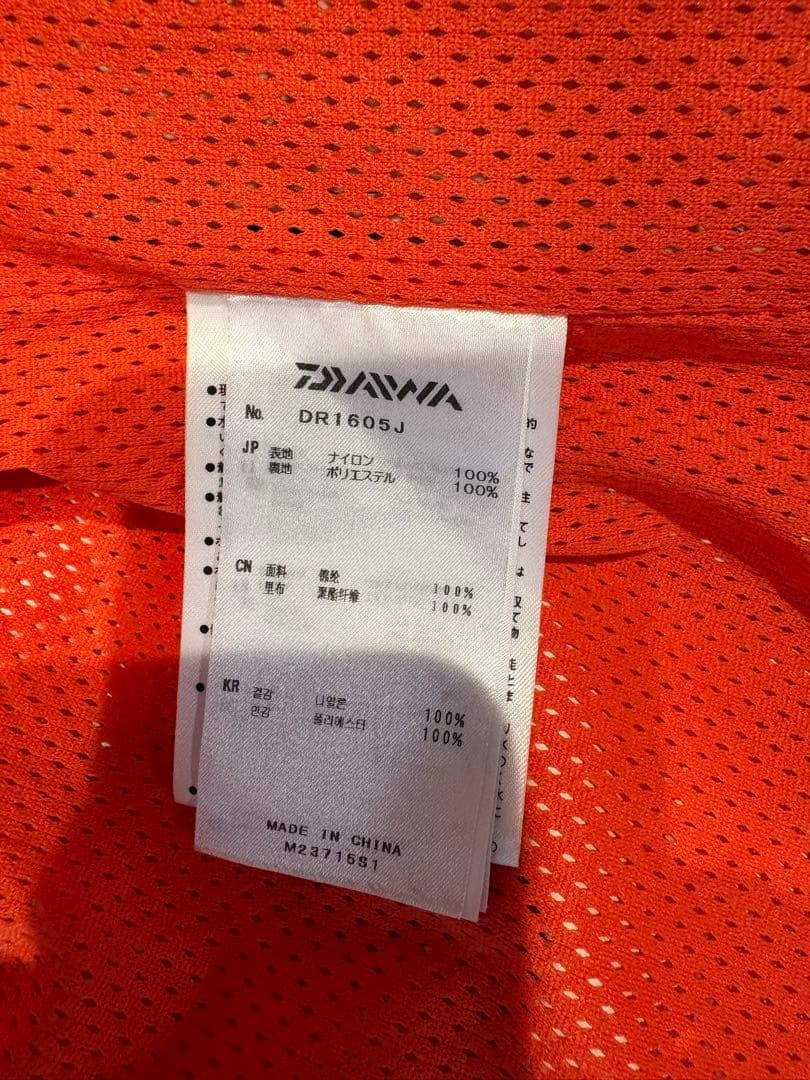 DAIWA
No. DR1605J
JP 表地 ナイロン 100%
裏地 ポリエステル 100%
CN 面料 锦纶 100%
里布 聚酯纤维 100%
KR 겉감 나일론 100%
안감 폴리에스터 100%
MADE IN CHINA
M23715S1